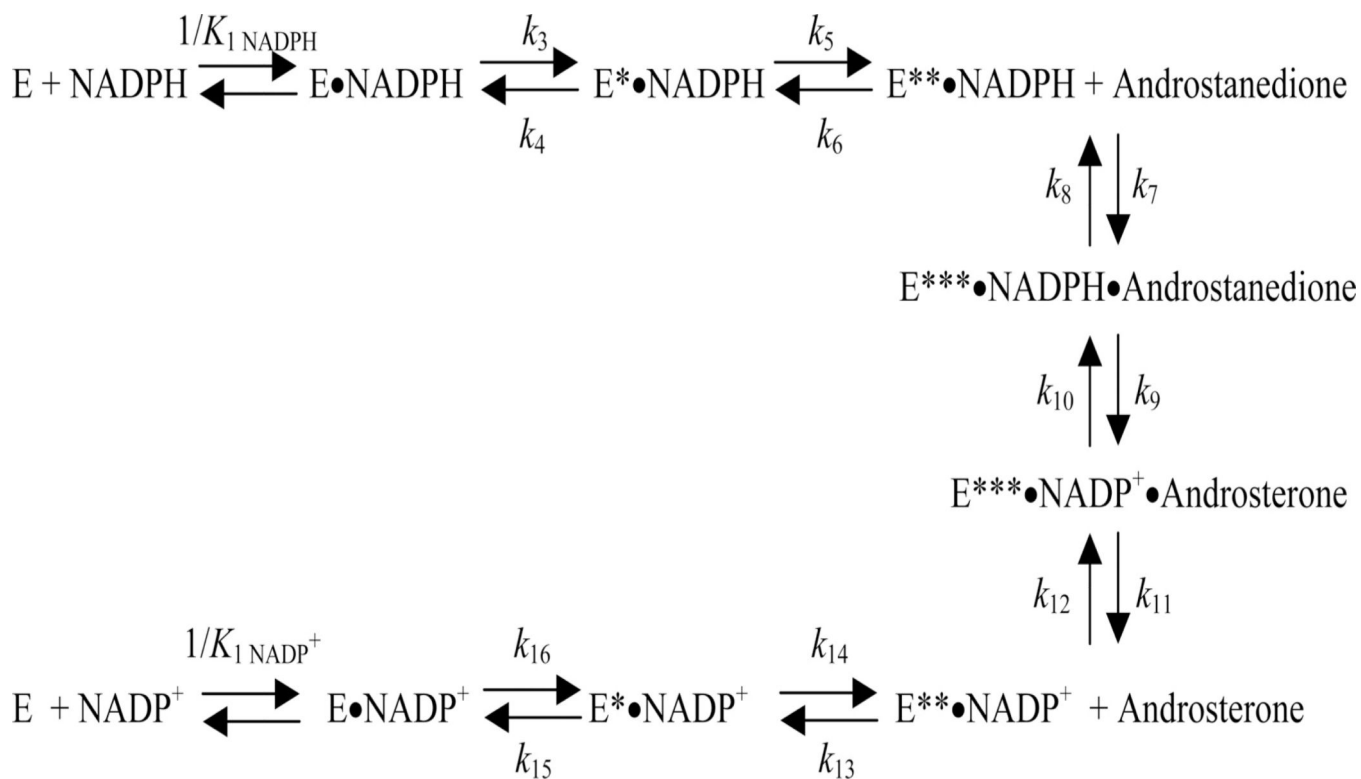 1/K1 NADPH k3 k5
E + NADPH E•NADPH E*•NADPH E**•NADPH + Androstanedione
k4 k6
k8 k7
E***•NADPH•Androstanedione
k10 k9
E***•NADP+•Androsterone
k12 k11
1/K1 NADP+ k16 k14
E + NADP+ E•NADP+ E*•NADP+ E**•NADP+ + Androsterone
k15 k13